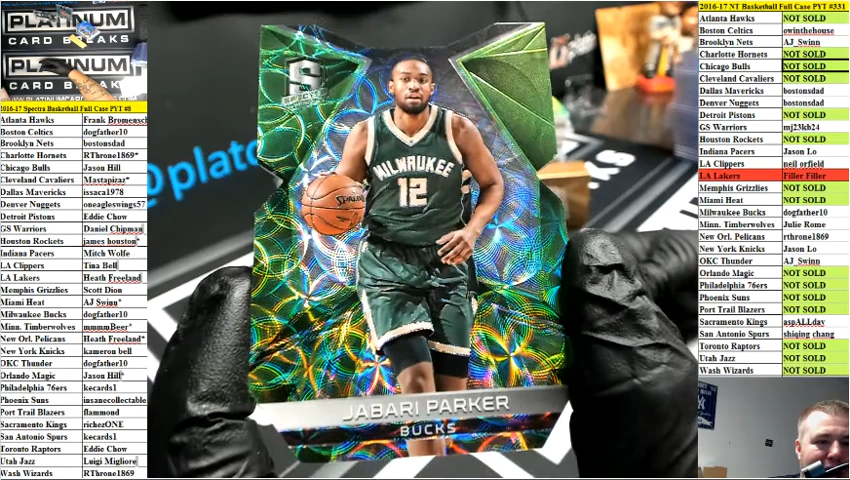 PLATINUM
CARD BREAKS
PLATINUM
CARD BREAKS
2016-17 Spectra Basketball Full Case PYT #8
Atlanta Hawks Frank Bromensch
Boston Celtics dogfather10
Brooklyn Nets bostonsdad
Charlotte Hornets RThrone1869*
Chicago Bulls Jason Hill
Cleveland Cavaliers Mastapizaz*
Dallas Mavericks issaca1978
Denver Nuggets oneagleswings57
Detroit Pistons Eddie Chow
GS Warriors Daniel Chipman
Houston Rockets james houston*
Indiana Pacers Mitch Wolfe
LA Clippers Tina Bell
LA Lakers Heath Freeland
Memphis Grizzlies Scott Dion
Miami Heat AJ Swinn*
Milwaukee Bucks dogfather10
Minn. Timberwolves mmmmBeer*
New Orl. Pelicans Heath Freeland*
New York Knicks kameron bell
OKC Thunder dogfather10
Orlando Magic Jason Hill*
Philadelphia 76ers kecards1
Phoenix Suns insanecollectable
Port Trail Blazers flammond
Sacramento Kings richezONE
San Antonio Spurs kecards1
Toronto Raptors Eddie Chow
Utah Jazz Luigi Migliore
Wash Wizards RThrone1869
@plato
S
SPECTRA
MILWAUKEE
12
SPALDING
JABARI PARKER
BUCKS
2016-17 NT Basketball Full Case PYT #331
Atlanta Hawks NOT SOLD
Boston Celtics owinthehouse
Brooklyn Nets AJ_Swinn
Charlotte Hornets NOT SOLD
Chicago Bulls NOT SOLD
Cleveland Cavaliers NOT SOLD
Dallas Mavericks bostonsdad
Denver Nuggets bostonsdad
Detroit Pistons NOT SOLD
GS Warriors mj23kb24
Houston Rockets NOT SOLD
Indiana Pacers Jason Lo
LA Clippers neil orfield
LA Lakers Filler Filler
Memphis Grizzlies NOT SOLD
Miami Heat NOT SOLD
Milwaukee Bucks dogfather10
Minn. Timberwolves Julie Rome
New Orl. Pelicans rthrone1869
New York Knicks Jason Lo
OKC Thunder AJ_Swinn
Orlando Magic NOT SOLD
Philadelphia 76ers NOT SOLD
Phoenix Suns NOT SOLD
Port Trail Blazers NOT SOLD
Sacramento Kings aspALLday
San Antonio Spurs shiqing chang
Toronto Raptors NOT SOLD
Utah Jazz NOT SOLD
Wash Wizards NOT SOLD